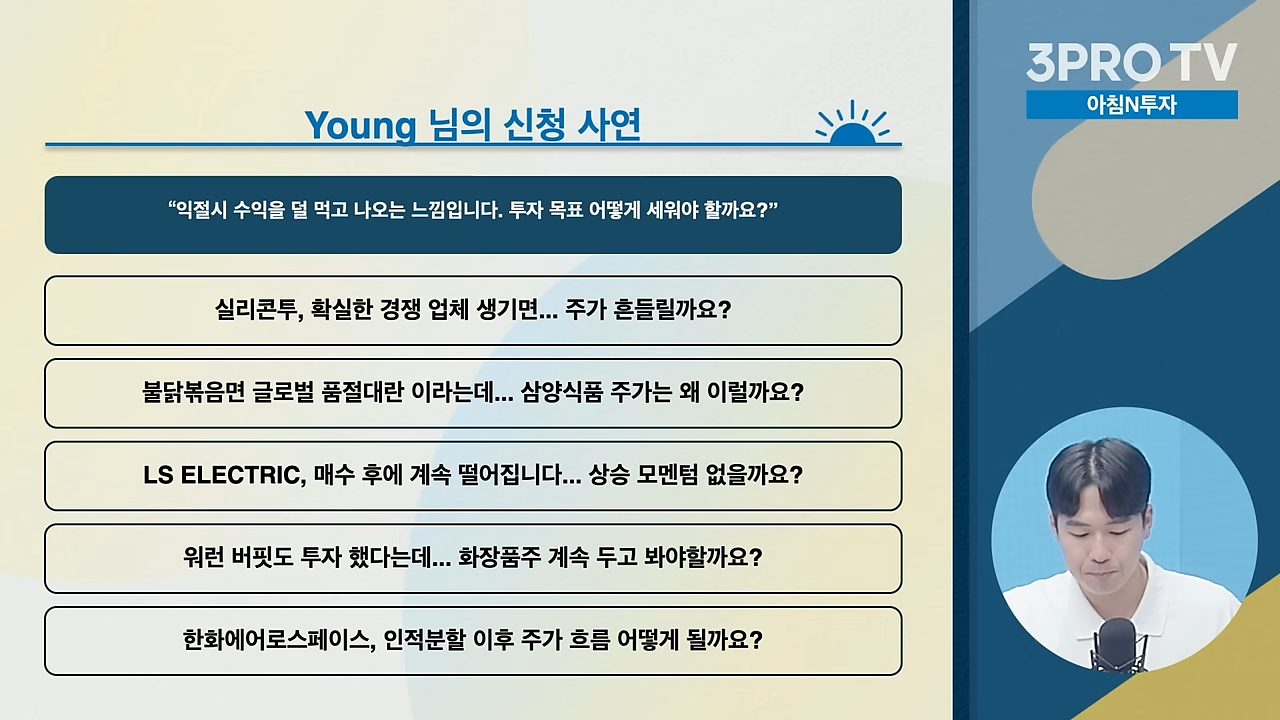 3PRO TV
아침N투자
Young 님의 신청 사연
“익절시 수익을 덜 먹고 나오는 느낌입니다. 투자 목표 어떻게 세워야 할까요?”
실리콘투, 확실한 경쟁 업체 생기면... 주가 흔들릴까요?
불닭볶음면 글로벌 품절대란 이라는데... 삼양식품 주가는 왜 이럴까요?
LS ELECTRIC, 매수 후에 계속 떨어집니다... 상승 모멘텀 없을까요?
워런 버핏도 투자 했다는데... 화장품주 계속 두고 봐야할까요?
한화에어로스페이스, 인적분할 이후 주가 흐름 어떻게 될까요?